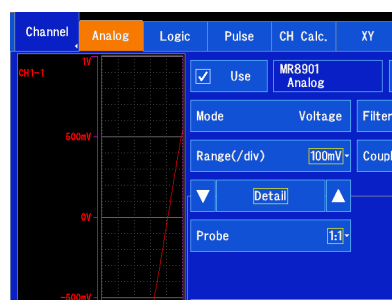 Channel Analog Logic Pulse CH Calc. XY
CH1-1 1V
Use MR8901 Analog
Mode Voltage Filter
500mV
Range(/div) 100mV Coupl
Detail
0V
Probe 1:1
-500mV